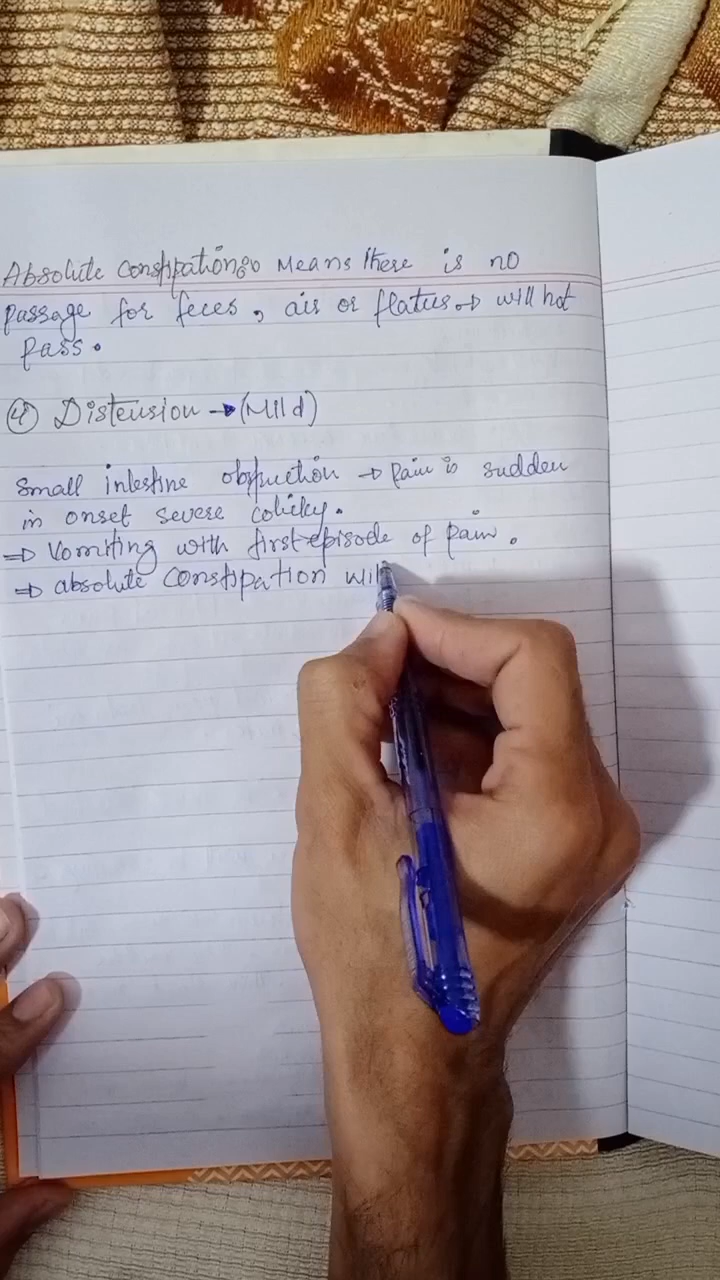 Absolute Constipation:- Means there is no
passage for feces, air or flatus → will not
pass.
④ Distension → (Mild)
Small intestine obstruction → pain is sudden
in onset severe colicky.
⇒ Vomiting with first episode of pain.
⇒ absolute constipation will